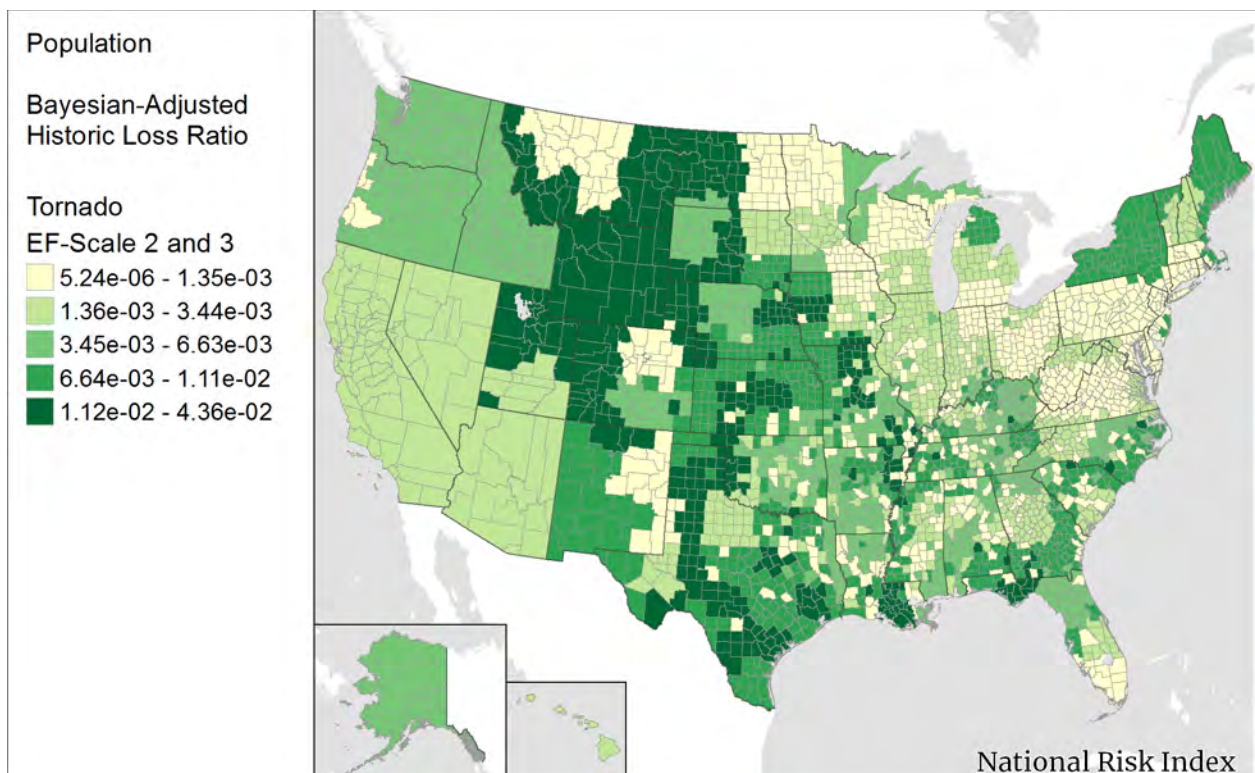 Population
Bayesian-Adjusted
Historic Loss Ratio
Tornado
EF-Scale 2 and 3
5.24e-06 - 1.35e-03
1.36e-03 - 3.44e-03
3.45e-03 - 6.63e-03
6.64e-03 - 1.11e-02
1.12e-02 - 4.36e-02
National Risk Index